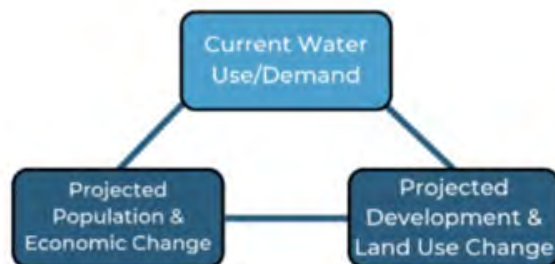 Current Water
Use/Demand
Projected
Population &
Economic Change
Projected
Development &
Land Use Change